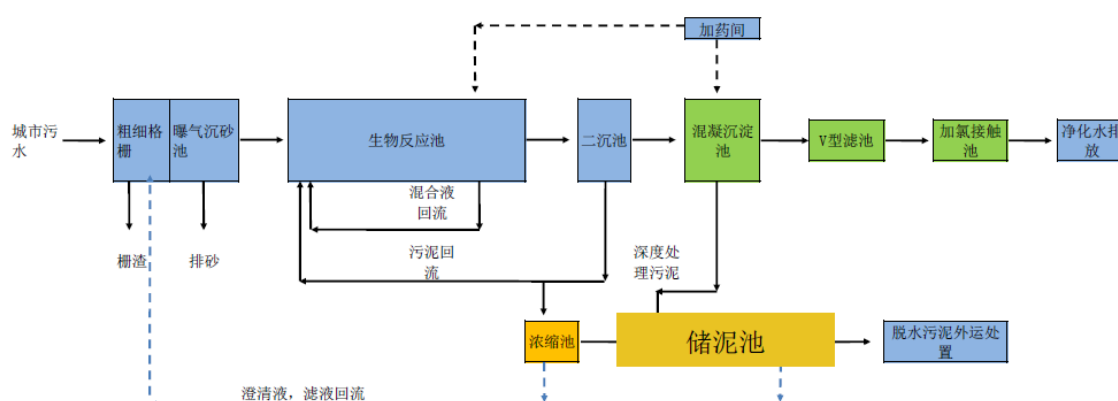 加药间
城市污
水
粗细格
栅
曝气沉砂
池
生物反应池
二沉池
混凝沉淀
池
V型滤池
加氯接触
池
净化水排
放
混合液
回流
栅渣
排砂
污泥回
流
深度处
理污泥
浓缩池
储泥池
脱水污泥外运处
置
澄清液，滤液回流